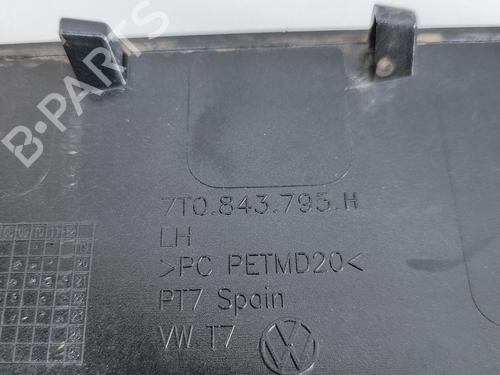 B-PARTS
7T0.843.795.H
LH
>PC PETMD20<
PT7 Spain
VW T7